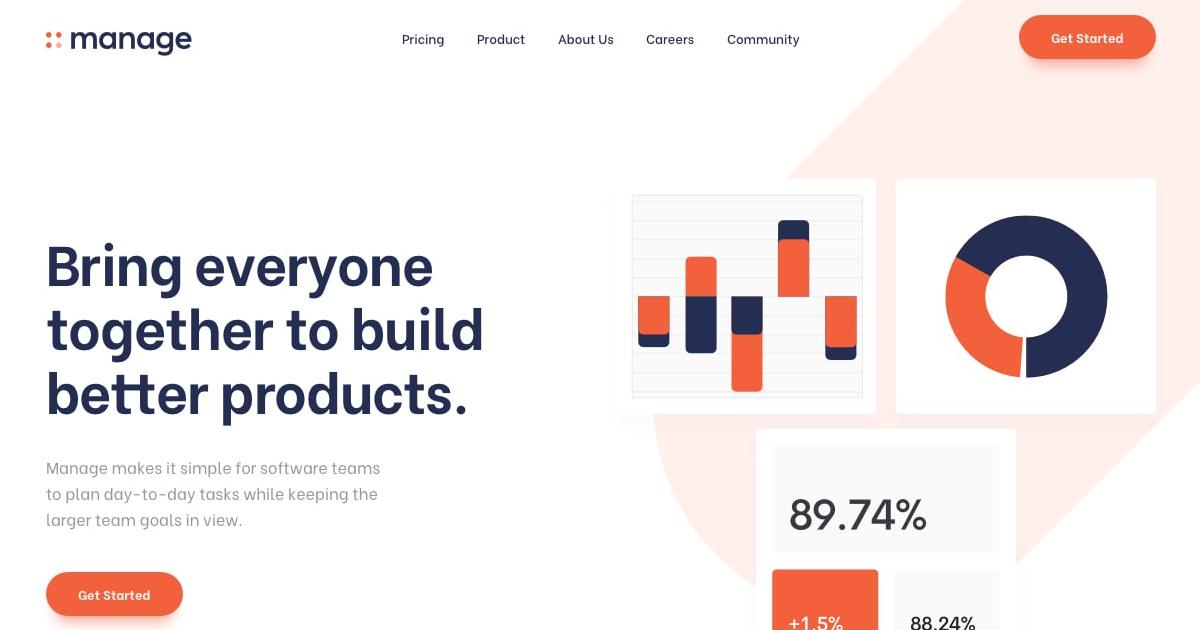 manage
Pricing
Product
About Us
Careers
Community
Get Started
Bring everyone
together to build
better products.
Manage makes it simple for software teams
to plan day-to-day tasks while keeping the
larger team goals in view.
Get Started
89.74%
+1.5%
88.24%